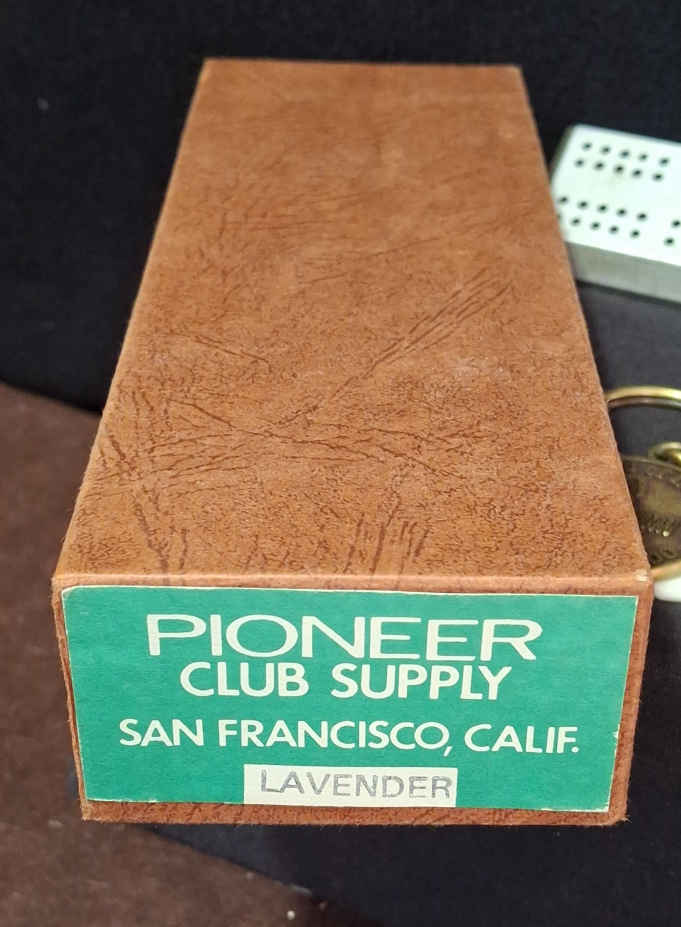 PIONEER
CLUB SUPPLY
SAN FRANCISCO, CALIF.
LAVENDER